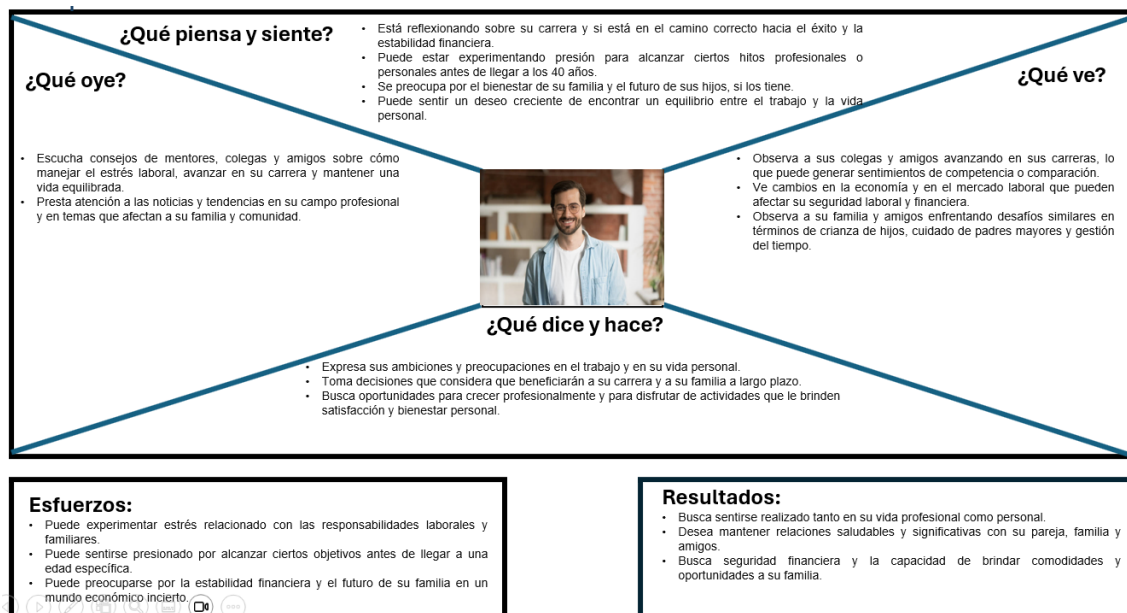 ¿Qué piensa y siente?
• Está reflexionando sobre su carrera y si está en el camino correcto hacia el éxito y la
estabilidad financiera.
• Puede estar experimentando presión para alcanzar ciertos hitos profesionales o
personales antes de llegar a los 40 años.
• Se preocupa por el bienestar de su familia y el futuro de sus hijos, si los tiene.
• Puede sentir un deseo creciente de encontrar un equilibrio entre el trabajo y la vida
personal.
¿Qué oye?
• Escucha consejos de mentores, colegas y amigos sobre cómo
manejar el estrés laboral, avanzar en su carrera y mantener una
vida equilibrada.
• Presta atención a las noticias y tendencias en su campo profesional
y en temas que afectan a su familia y comunidad.
¿Qué ve?
• Observa a sus colegas y amigos avanzando en sus carreras, lo
que puede generar sentimientos de competencia o comparación.
• Ve cambios en la economía y en el mercado laboral que pueden
afectar su seguridad laboral y financiera.
• Observa a su familia y amigos enfrentando desafíos similares en
términos de crianza de hijos, cuidado de padres mayores y gestión
del tiempo.
¿Qué dice y hace?
• Expresa sus ambiciones y preocupaciones en el trabajo y en su vida personal.
• Toma decisiones que considera que beneficiarán a su carrera y a su familia a largo plazo.
• Busca oportunidades para crecer profesionalmente y para disfrutar de actividades que le brinden
satisfacción y bienestar personal.
Esfuerzos:
• Puede experimentar estrés relacionado con las responsabilidades laborales y
familiares.
• Puede sentirse presionado por alcanzar ciertos objetivos antes de llegar a una
edad específica.
• Puede preocuparse por la estabilidad financiera y el futuro de su familia en un
mundo económico incierto.
Resultados:
• Busca sentirse realizado tanto en su vida profesional como personal.
• Desea mantener relaciones saludables y significativas con su pareja, familia y
amigos.
• Busca seguridad financiera y la capacidad de brindar comodidades y
oportunidades a su familia.